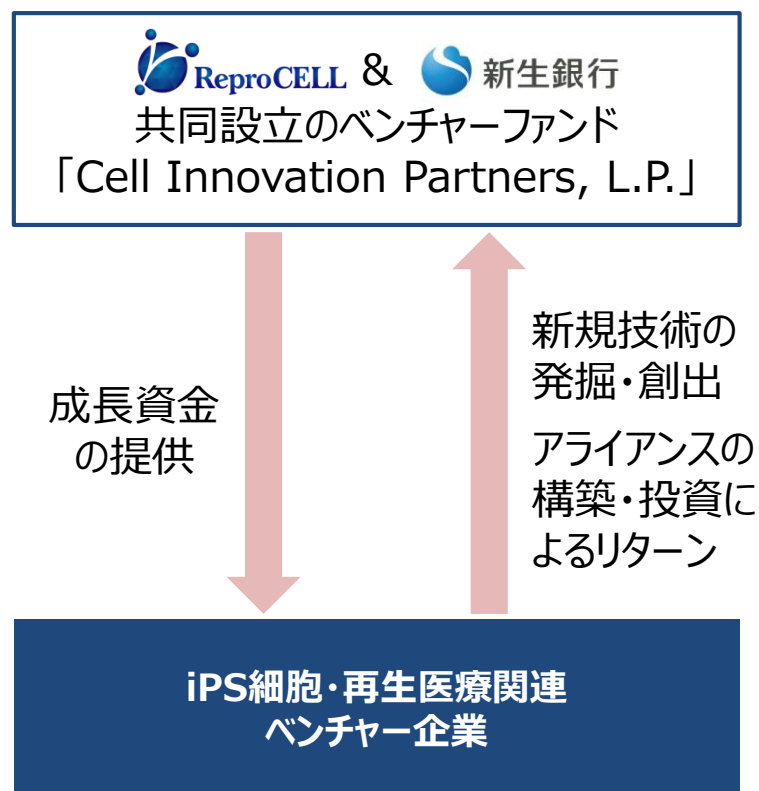 ReproCELL & 新生銀行
共同設立のベンチャーファンド
「Cell Innovation Partners, L.P.」
成長資金
の提供
新規技術の
発掘・創出
アライアンスの
構築・投資に
よるリターン
iPS細胞・再生医療関連
ベンチャー企業